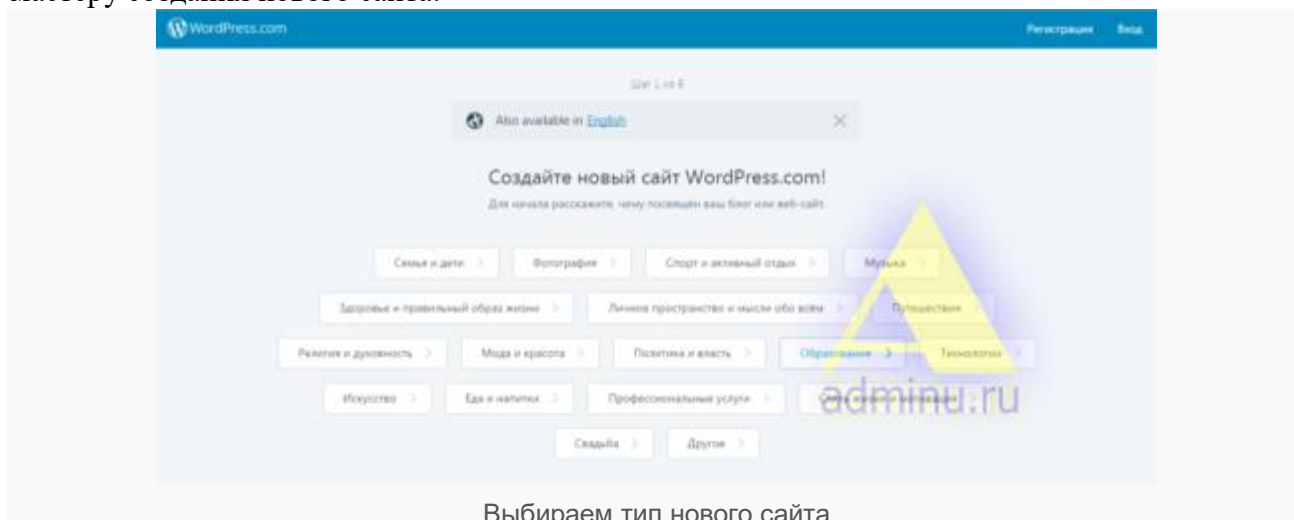 мастеру создания нового сайта.
WordPress.com Регистрация Вход
Шаг 1 из 6
Also available in English
Создайте новый сайт WordPress.com!
Для начала расскажите, чему посвящён ваш блог или веб-сайт.
Семья и дети Фотография Спорт и активный отдых Музыка
Здоровье и правильный образ жизни Личное пространство и мысли обо всём Путешествия
Религия и духовность Мода и красота Политика и власть Образование Технологии
Искусство Еда и напитки Профессиональные услуги Стиль жизни и мотивация
adminu.ru
Свадьба Другое
Выбираем тип нового сайта